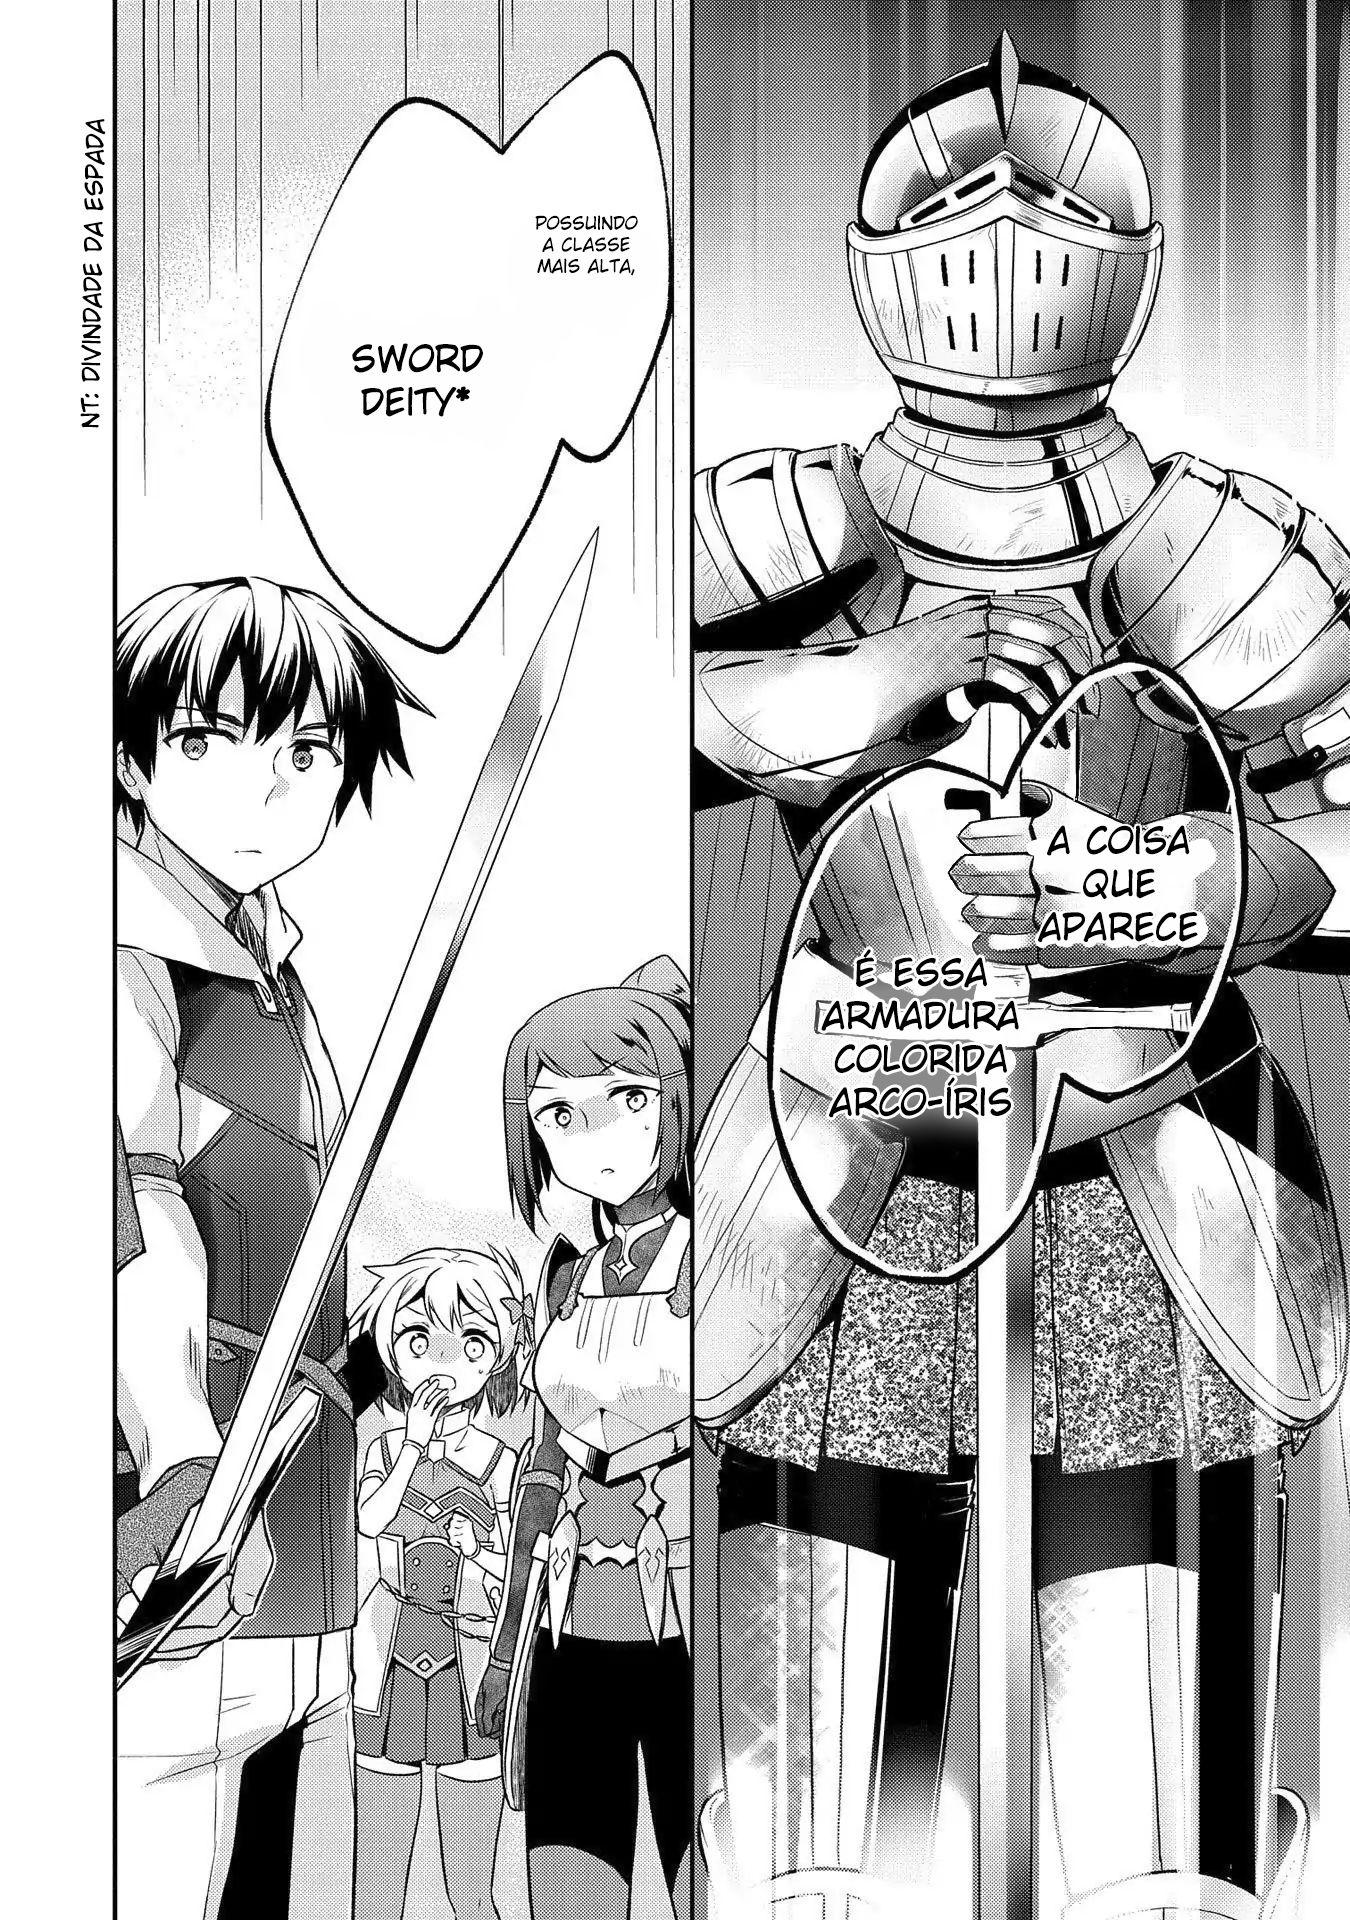 A COISA
QUE
APARECE
É ESSA
ARMADURA
COLORIDA
ARCO-ÍRIS
POSSUINDO
A CLASSE
MAIS ALTA,
SWORD
DEITY*
NT: DIVINDADE DA ESPADA